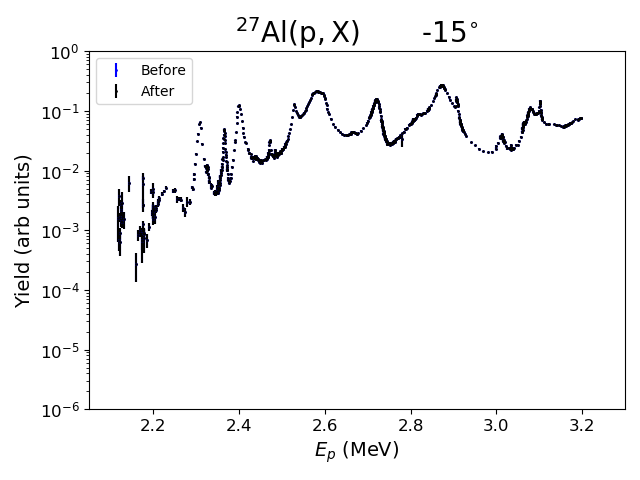 ²⁷Al(p, X) -15°
Before
After
Yield (arb units)
10⁰
10⁻¹
10⁻²
10⁻³
10⁻⁴
10⁻⁵
10⁻⁶
2.2 2.4 2.6 2.8 3.0 3.2
Eₚ (MeV)